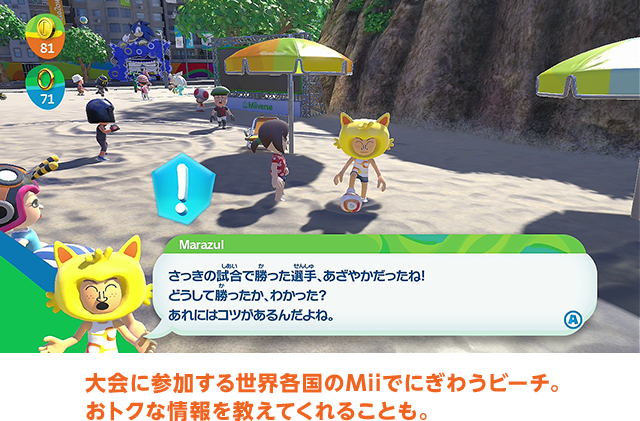 81
71
Miiverse
Marazul
さっきの試合で勝った選手、あざやかだったね!
どうして勝ったか、わかった?
あれにはコツがあるんだよね。
A
大会に参加する世界各国のMiiでにぎわうビーチ。
おトクな情報を教えてくれることも。